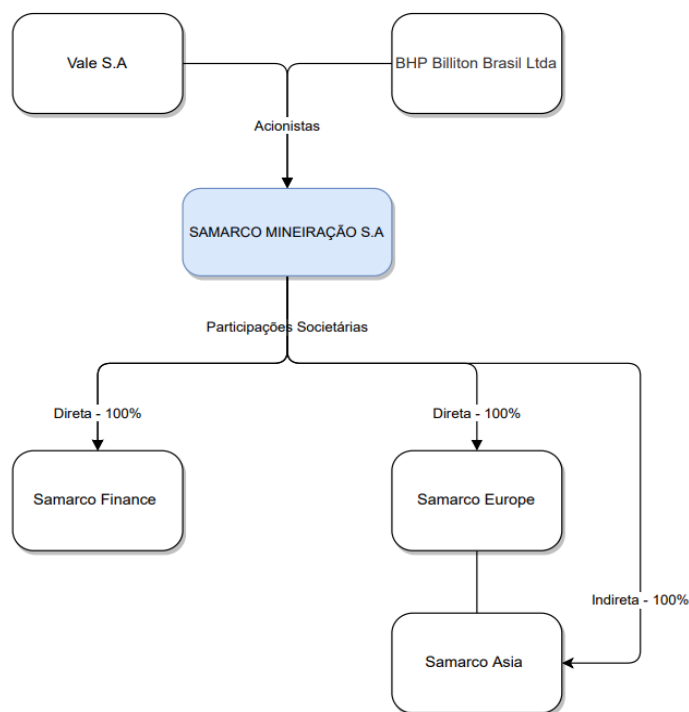 Vale S.A
BHP Billiton Brasil Ltda
Acionistas
SAMARCO MINEIRAÇÃO S.A
Participações Societárias
Direta - 100%
Direta - 100%
Samarco Finance
Samarco Europe
Indireta - 100%
Samarco Asia